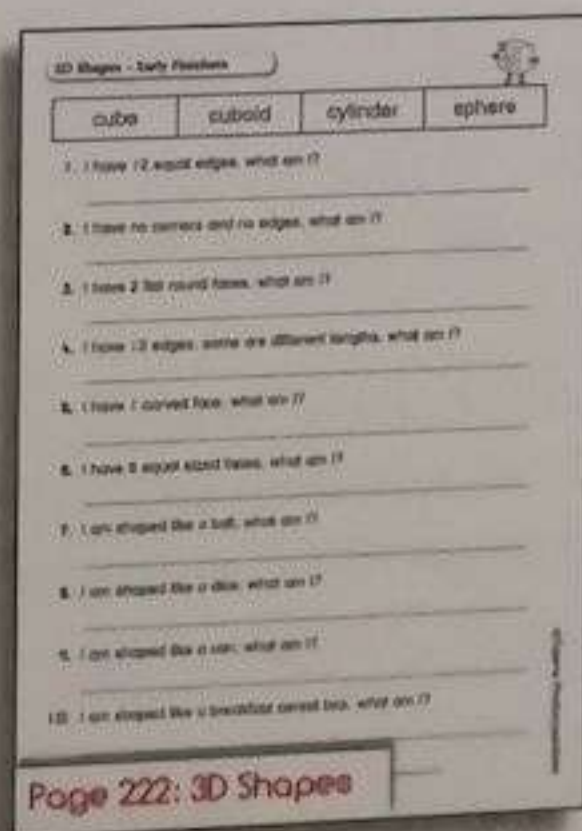 3D Shapes - Early Finishers
cube cuboid cylinder sphere
1. I have 12 equal edges, what am I?
2. I have no corners and no edges, what am I?
3. I have 2 flat round faces, what am I?
4. I have 12 edges, some are different lengths, what am I?
5. I have 1 curved face, what am I?
6. I have 6 equal sized faces, what am I?
7. I am shaped like a ball, what am I?
8. I am shaped like a dice, what am I?
9. I am shaped like a can, what am I?
10. I am shaped like a breakfast cereal box, what am I?
Page 222: 3D Shapes